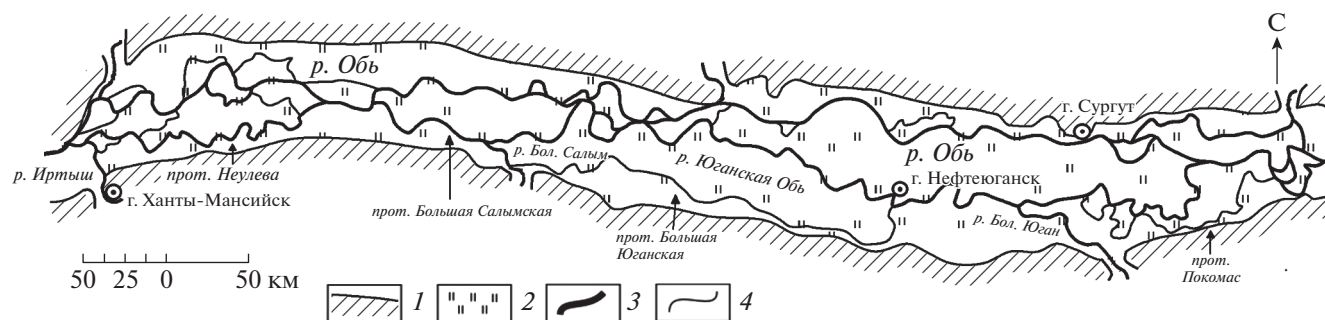 С
р. Обь
г. Сургут
р. Обь
р. Бол. Салым
р. Юганская Обь
г. Нефтеюганск
р. Иртыш
прот. Неулева
г. Ханты-Мансийск
прот. Большая Салымская
прот. Большая
Юганская
р. Бол. Юган
прот.
Покомас
50 25 0 50 км
1 2 3 4